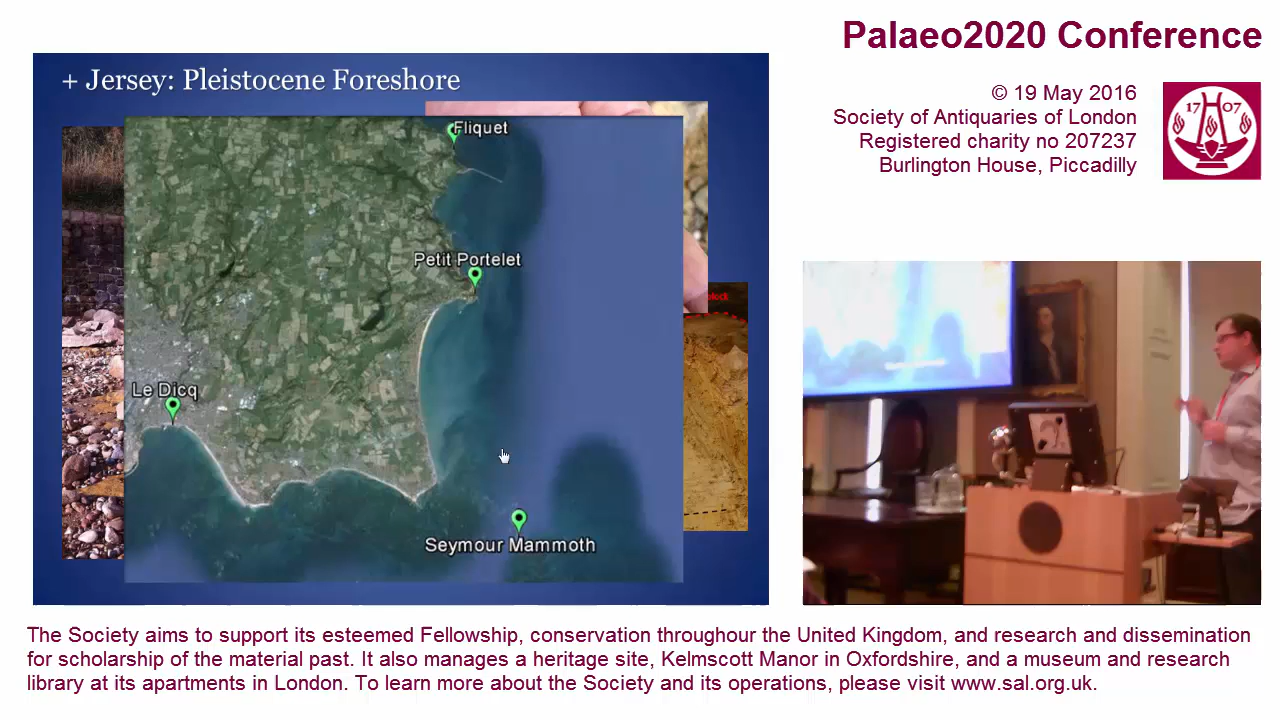 Palaeo2020 Conference
+ Jersey: Pleistocene Foreshore
© 19 May 2016
Society of Antiquaries of London
Registered charity no 207237
Burlington House, Piccadilly
17 07
Fliquet
Petit Portelet
Le Dicq
Seymour Mammoth
block
The Society aims to support its esteemed Fellowship, conservation throughour the United Kingdom, and research and dissemination
for scholarship of the material past. It also manages a heritage site, Kelmscott Manor in Oxfordshire, and a museum and research
library at its apartments in London. To learn more about the Society and its operations, please visit www.sal.org.uk.